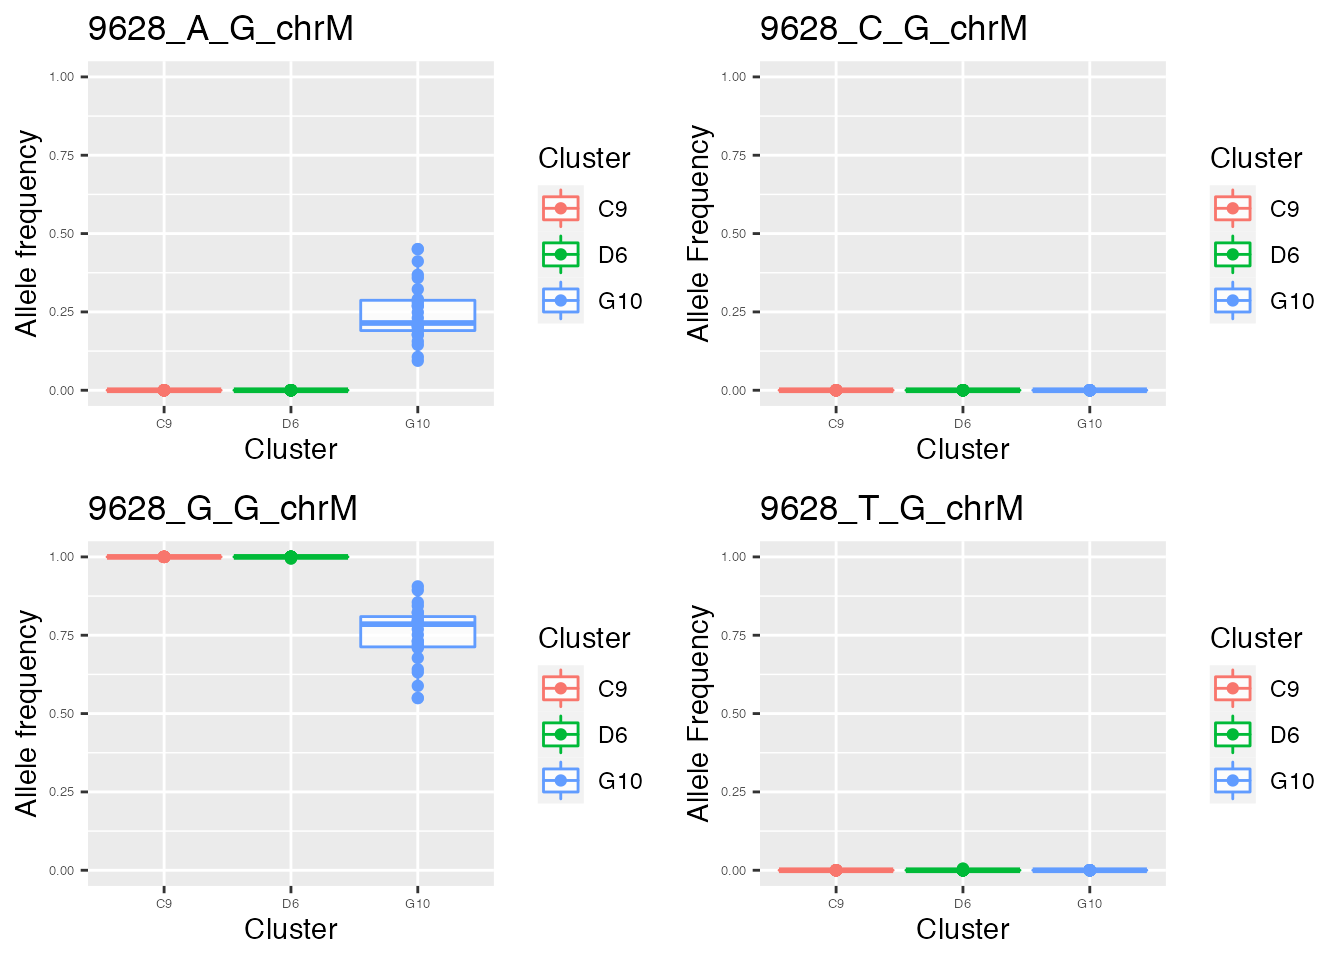 9628_A_G_chrM
Allele frequency
1.00
0.75
0.50
0.25
0.00
C9 D6 G10
Cluster
Cluster
C9
D6
G10
9628_C_G_chrM
Allele Frequency
1.00
0.75
0.50
0.25
0.00
C9 D6 G10
Cluster
Cluster
C9
D6
G10
9628_G_G_chrM
Allele frequency
1.00
0.75
0.50
0.25
0.00
C9 D6 G10
Cluster
Cluster
C9
D6
G10
9628_T_G_chrM
Allele Frequency
1.00
0.75
0.50
0.25
0.00
C9 D6 G10
Cluster
Cluster
C9
D6
G10